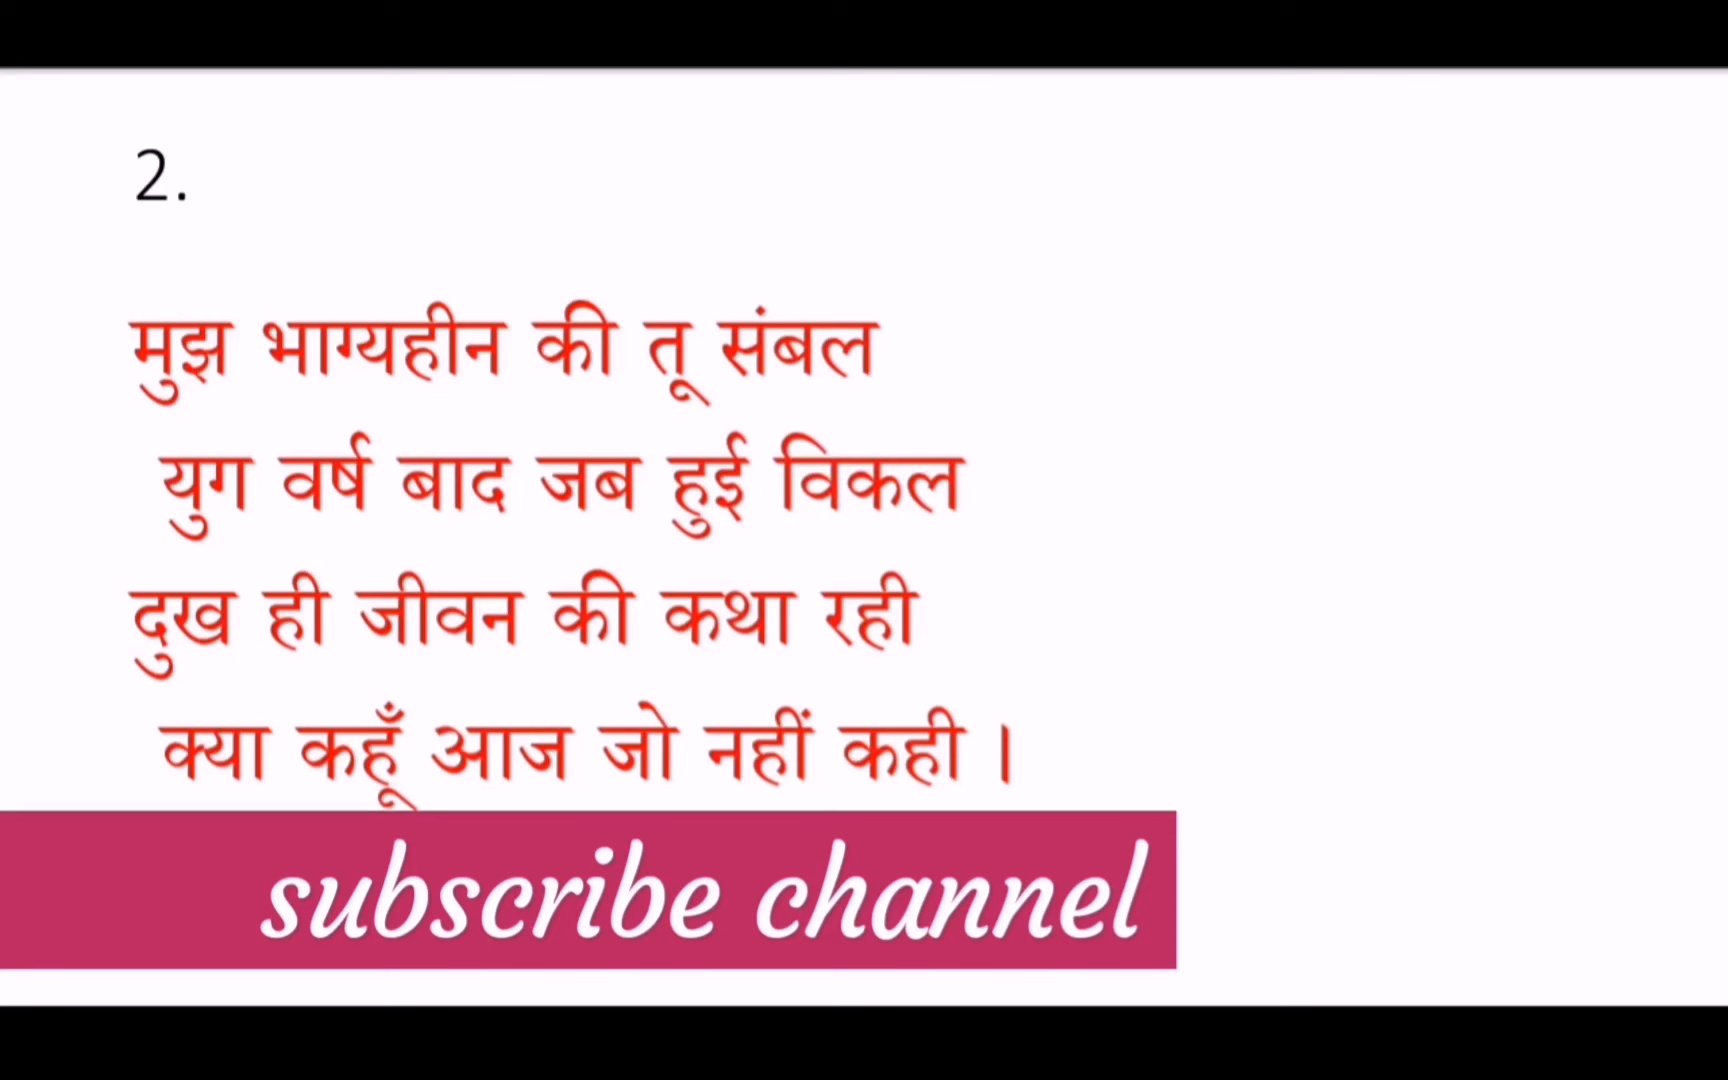 2.
मुझ भाग्यहीन की तू संबल
युग वर्ष बाद जब हुई विकल
दुख ही जीवन की कथा रही
क्या कहूँ आज जो नहीं कही ।
subscribe channel